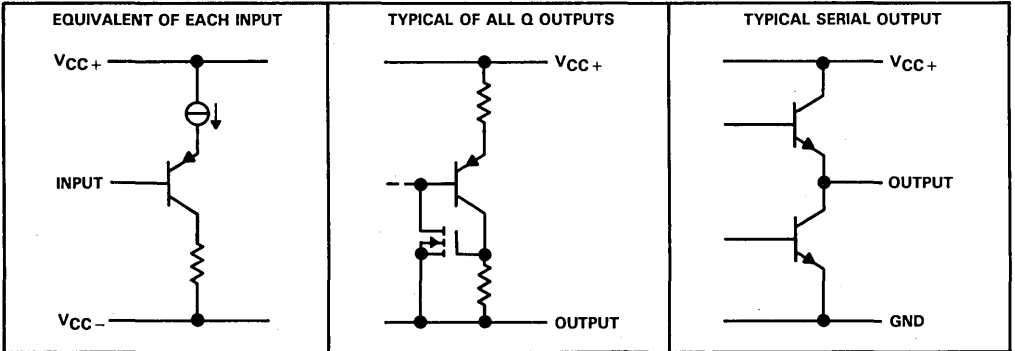 EQUIVALENT OF EACH INPUT
VCC+
INPUT
VCC−
TYPICAL OF ALL Q OUTPUTS
VCC+
OUTPUT
TYPICAL SERIAL OUTPUT
VCC+
OUTPUT
GND